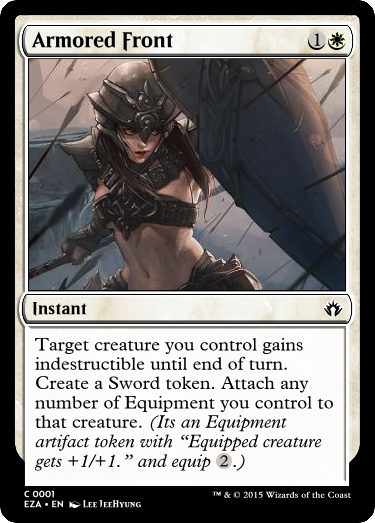 Armored Front 1
Instant
Target creature you control gains
indestructible until end of turn.
Create a Sword token. Attach any
number of Equipment you control to
that creature. (Its an Equipment
artifact token with “Equipped creature
gets +1/+1.” and equip 2.)
C 0001
EZA • EN LEE JEEHYUNG
™ & © 2015 Wizards of the Coast